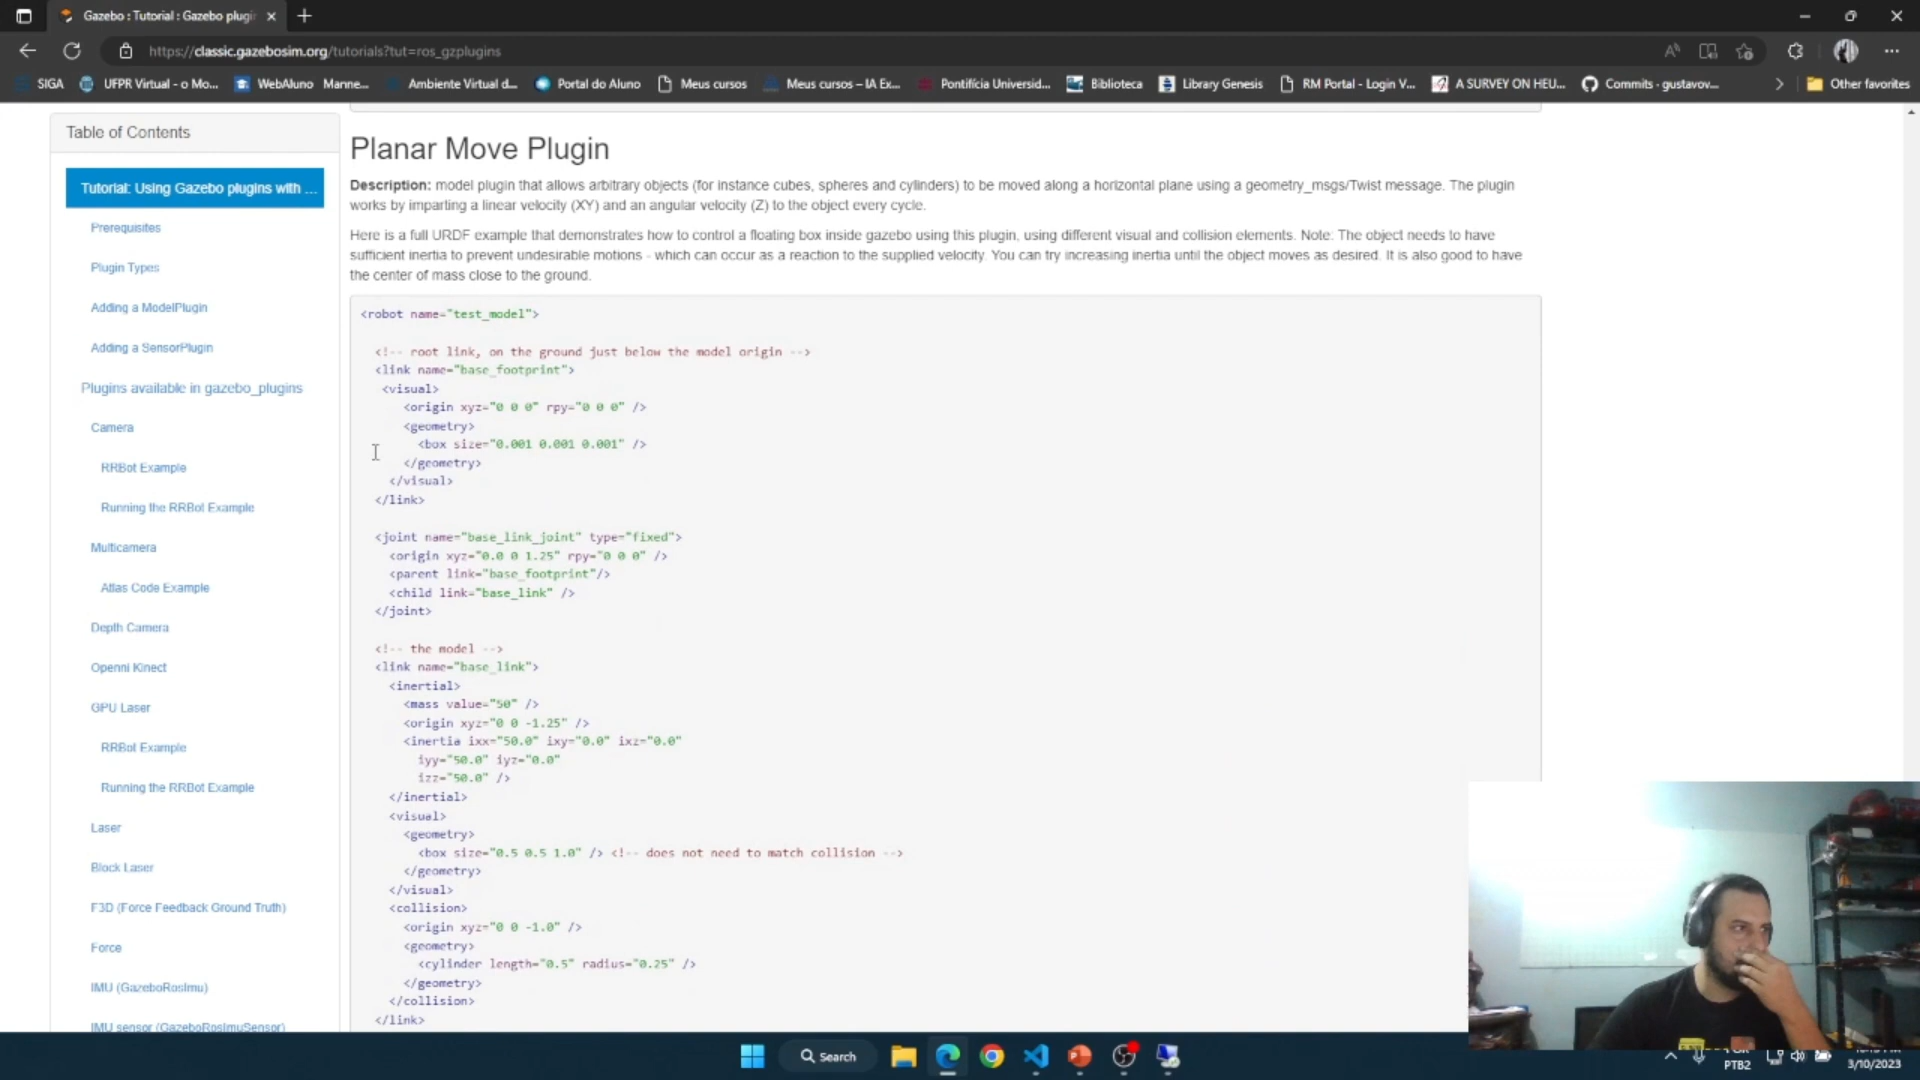 Gazebo : Tutorial : Gazebo plugi
https://classic.gazebosim.org/tutorials?tut=ros_gzplugins
SIGA
UFPR Virtual - o Mo...
WebAluno Manne...
Ambiente Virtual d...
Portal do Aluno
Meus cursos
Meus cursos – IA Ex...
Pontifícia Universid...
Biblioteca
Library Genesis
RM Portal - Login V...
A SURVEY ON HEU...
Commits - gustavov...
Other favorites
Table of Contents
Tutorial: Using Gazebo plugins with ...
Prerequisites
Plugin Types
Adding a ModelPlugin
Adding a SensorPlugin
Plugins available in gazebo_plugins
Camera
RRBot Example
Running the RRBot Example
Multicamera
Atlas Code Example
Depth Camera
Openni Kinect
GPU Laser
RRBot Example
Running the RRBot Example
Laser
Block Laser
F3D (Force Feedback Ground Truth)
Force
IMU (GazeboRosImu)
IMU sensor (GazeboRosImuSensor)
Planar Move Plugin
Description: model plugin that allows arbitrary objects (for instance cubes, spheres and cylinders) to be moved along a horizontal plane using a geometry_msgs/Twist message. The plugin
works by imparting a linear velocity (XY) and an angular velocity (Z) to the object every cycle.
Here is a full URDF example that demonstrates how to control a floating box inside gazebo using this plugin, using different visual and collision elements. Note: The object needs to have
sufficient inertia to prevent undesirable motions - which can occur as a reaction to the supplied velocity. You can try increasing inertia until the object moves as desired. It is also good to have
the center of mass close to the ground.
<robot name="test_model">
<!-- root link, on the ground just below the model origin -->
<link name="base_footprint">
<visual>
<origin xyz="0 0 0" rpy="0 0 0" />
<geometry>
<box size="0.001 0.001 0.001" />
</geometry>
</visual>
</link>
<joint name="base_link_joint" type="fixed">
<origin xyz="0.0 0 1.25" rpy="0 0 0" />
<parent link="base_footprint"/>
<child link="base_link" />
</joint>
<!-- the model -->
<link name="base_link">
<inertial>
<mass value="50" />
<origin xyz="0 0 -1.25" />
<inertia ixx="50.0" ixy="0.0" ixz="0.0"
iyy="50.0" iyz="0.0"
izz="50.0" />
</inertial>
<visual>
<geometry>
<box size="0.5 0.5 1.0" /> <!-- does not need to match collision -->
</geometry>
</visual>
<collision>
<origin xyz="0 0 -1.0" />
<geometry>
<cylinder length="0.5" radius="0.25" />
</geometry>
</collision>
</link>
Search
PTB2
3/10/2023